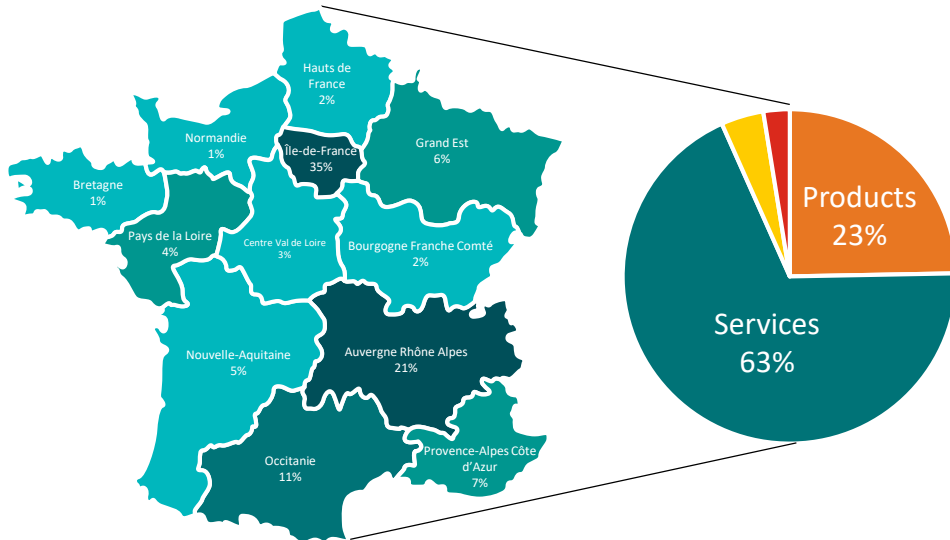 Hauts de
France
2%
Normandie
1%
Île-de-France
35%
Grand Est
6%
Bretagne
1%
Pays de la Loire
4%
Centre Val de Loire
3%
Bourgogne Franche Comté
2%
Nouvelle-Aquitaine
5%
Auvergne Rhône Alpes
21%
Occitanie
11%
Provence-Alpes Côte
d'Azur
7%
Products
23%
Services
63%